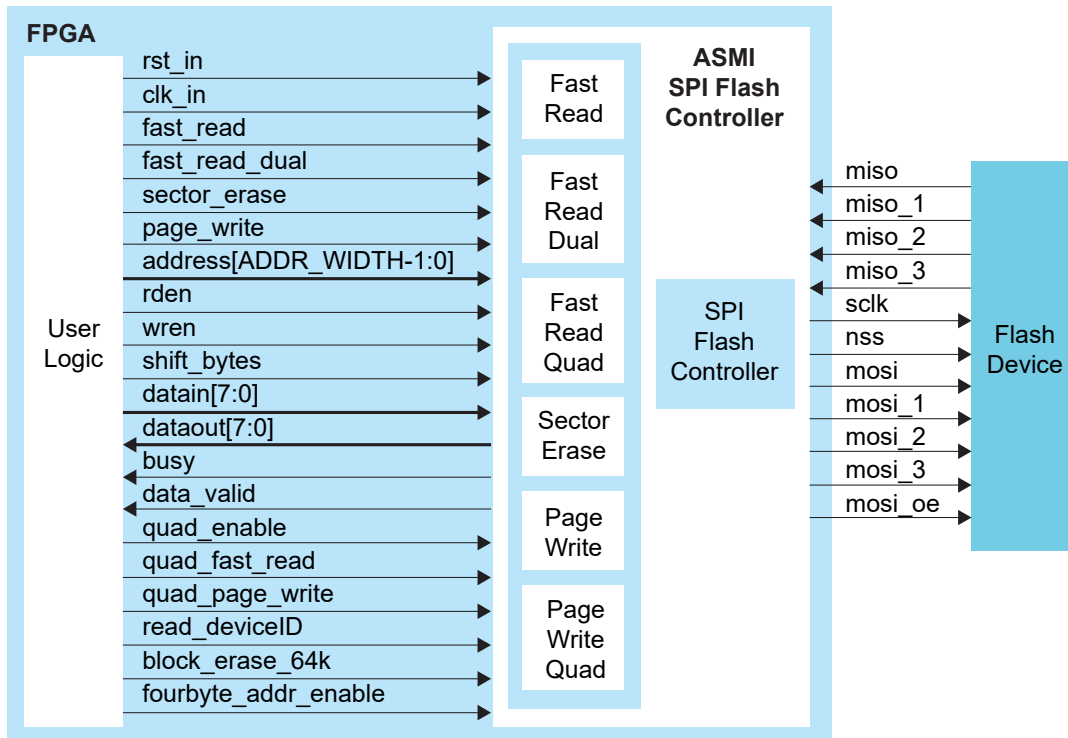 FPGA
User
Logic
rst_in
clk_in
fast_read
fast_read_dual
sector_erase
page_write
address[ADDR_WIDTH-1:0]
rden
wren
shift_bytes
datain[7:0]
dataout[7:0]
busy
data_valid
quad_enable
quad_fast_read
quad_page_write
read_deviceID
block_erase_64k
fourbyte_addr_enable
Fast
Read
Fast
Read
Dual
Fast
Read
Quad
Sector
Erase
Page
Write
Page
Write
Quad
ASMI
SPI Flash
Controller
SPI
Flash
Controller
miso
miso_1
miso_2
miso_3
sclk
nss
mosi
mosi_1
mosi_2
mosi_3
mosi_oe
Flash
Device